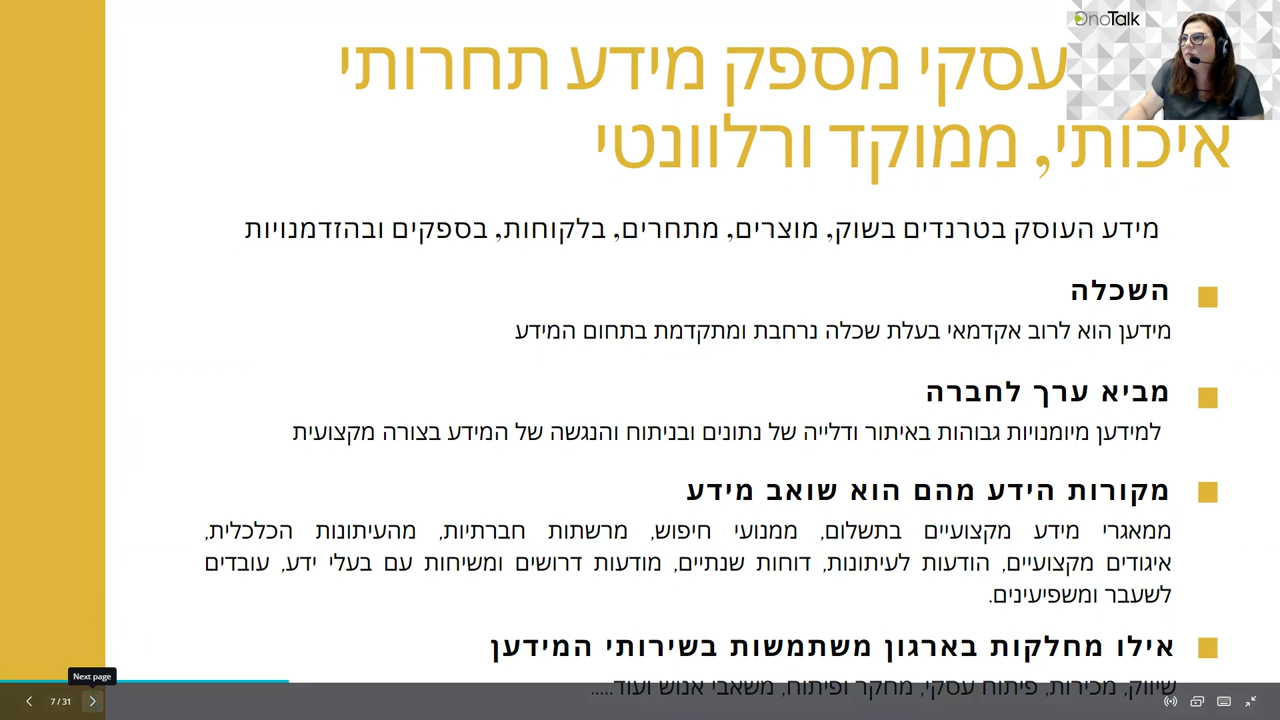 OnoTalk
עסקי מספק מידע תחרותי
איכותי, ממוקד ורלוונטי
מידע העוסק בטרנדים בשוק, מוצרים, מתחרים, בלקוחות, בספקים ובהזדמנויות
השכלה
מידען הוא לרוב אקדמאי בעלת שכלה נרחבת ומתקדמת בתחום המידע
מביא ערך לחברה
למידען מיומנויות גבוהות באיתור ודלייה של נתונים ובניתוח והנגשה של המידע בצורה מקצועית
מקורות הידע מהם הוא שואב מידע
ממאגרי מידע מקצועיים בתשלום, ממנועי חיפוש, מרשתות חברתיות, מהעיתונות הכלכלית,
איגודים מקצועיים, הודעות לעיתונות, דוחות שנתיים, מודעות דרושים ומשיחות עם בעלי ידע, עובדים
לשעבר ומשפיעינים.
אילו מחלקות בארגון משתמשות בשירותי המידען
שיווק, מכירות, פיתוח עסקי, מחקר ופיתוח, משאבי אנוש ועוד.....
Next page
7 / 31